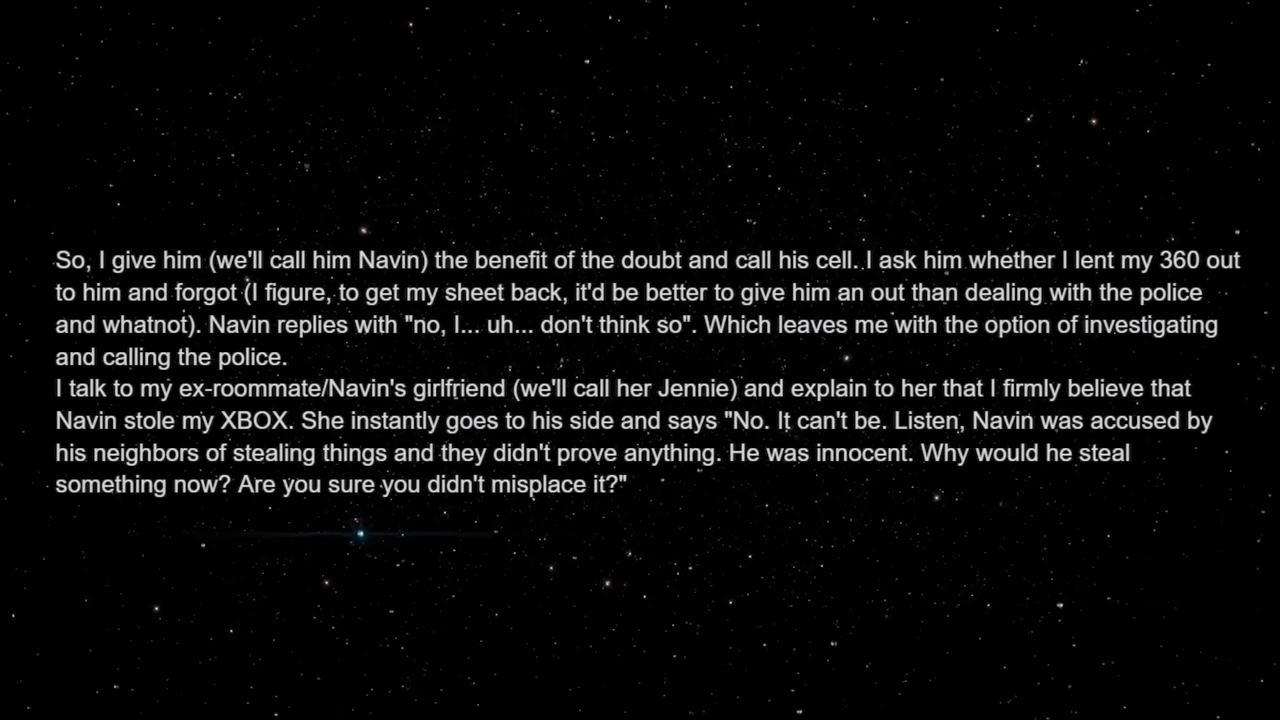 So, I give him (we'll call him Navin) the benefit of the doubt and call his cell. I ask him whether I lent my 360 out
to him and forgot (I figure, to get my sheet back, it'd be better to give him an out than dealing with the police
and whatnot). Navin replies with "no, I... uh... don't think so". Which leaves me with the option of investigating
and calling the police.
I talk to my ex-roommate/Navin's girlfriend (we'll call her Jennie) and explain to her that I firmly believe that
Navin stole my XBOX. She instantly goes to his side and says "No. It can't be. Listen, Navin was accused by
his neighbors of stealing things and they didn't prove anything. He was innocent. Why would he steal
something now? Are you sure you didn't misplace it?"